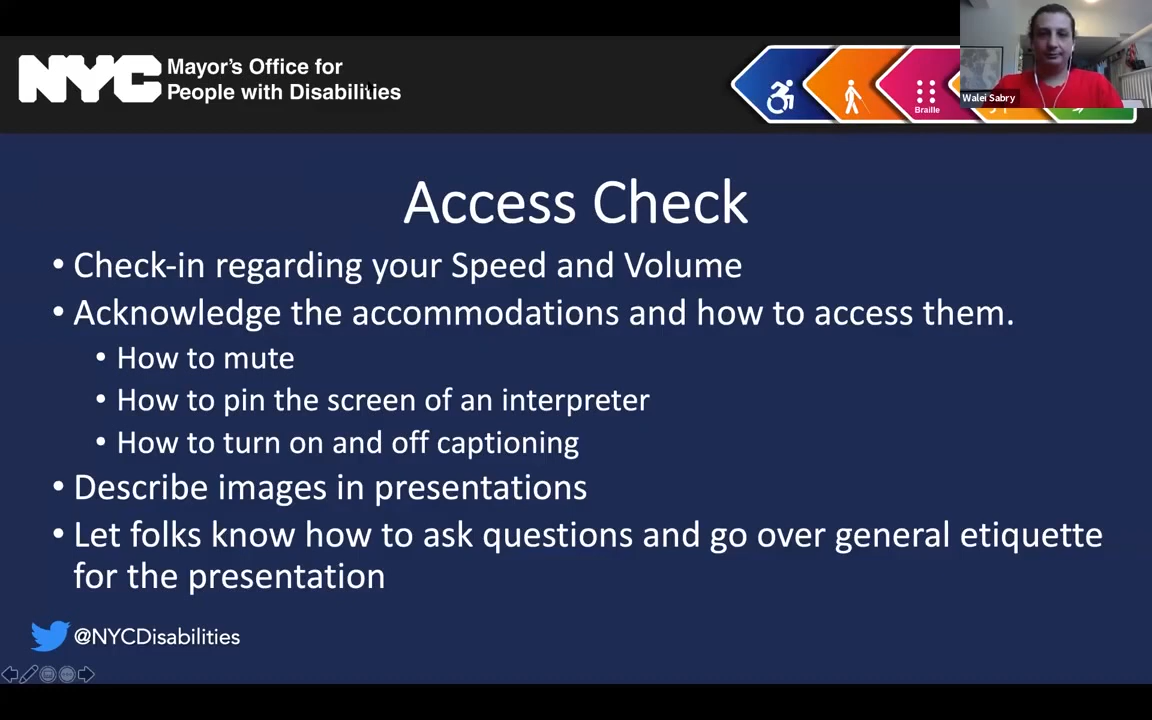 NYC
Mayor's Office for
People with Disabilities
Braille
Walei Sabry
Access Check
• Check-in regarding your Speed and Volume
• Acknowledge the accommodations and how to access them.
• How to mute
• How to pin the screen of an interpreter
• How to turn on and off captioning
• Describe images in presentations
• Let folks know how to ask questions and go over general etiquette
for the presentation
@NYCDisabilities